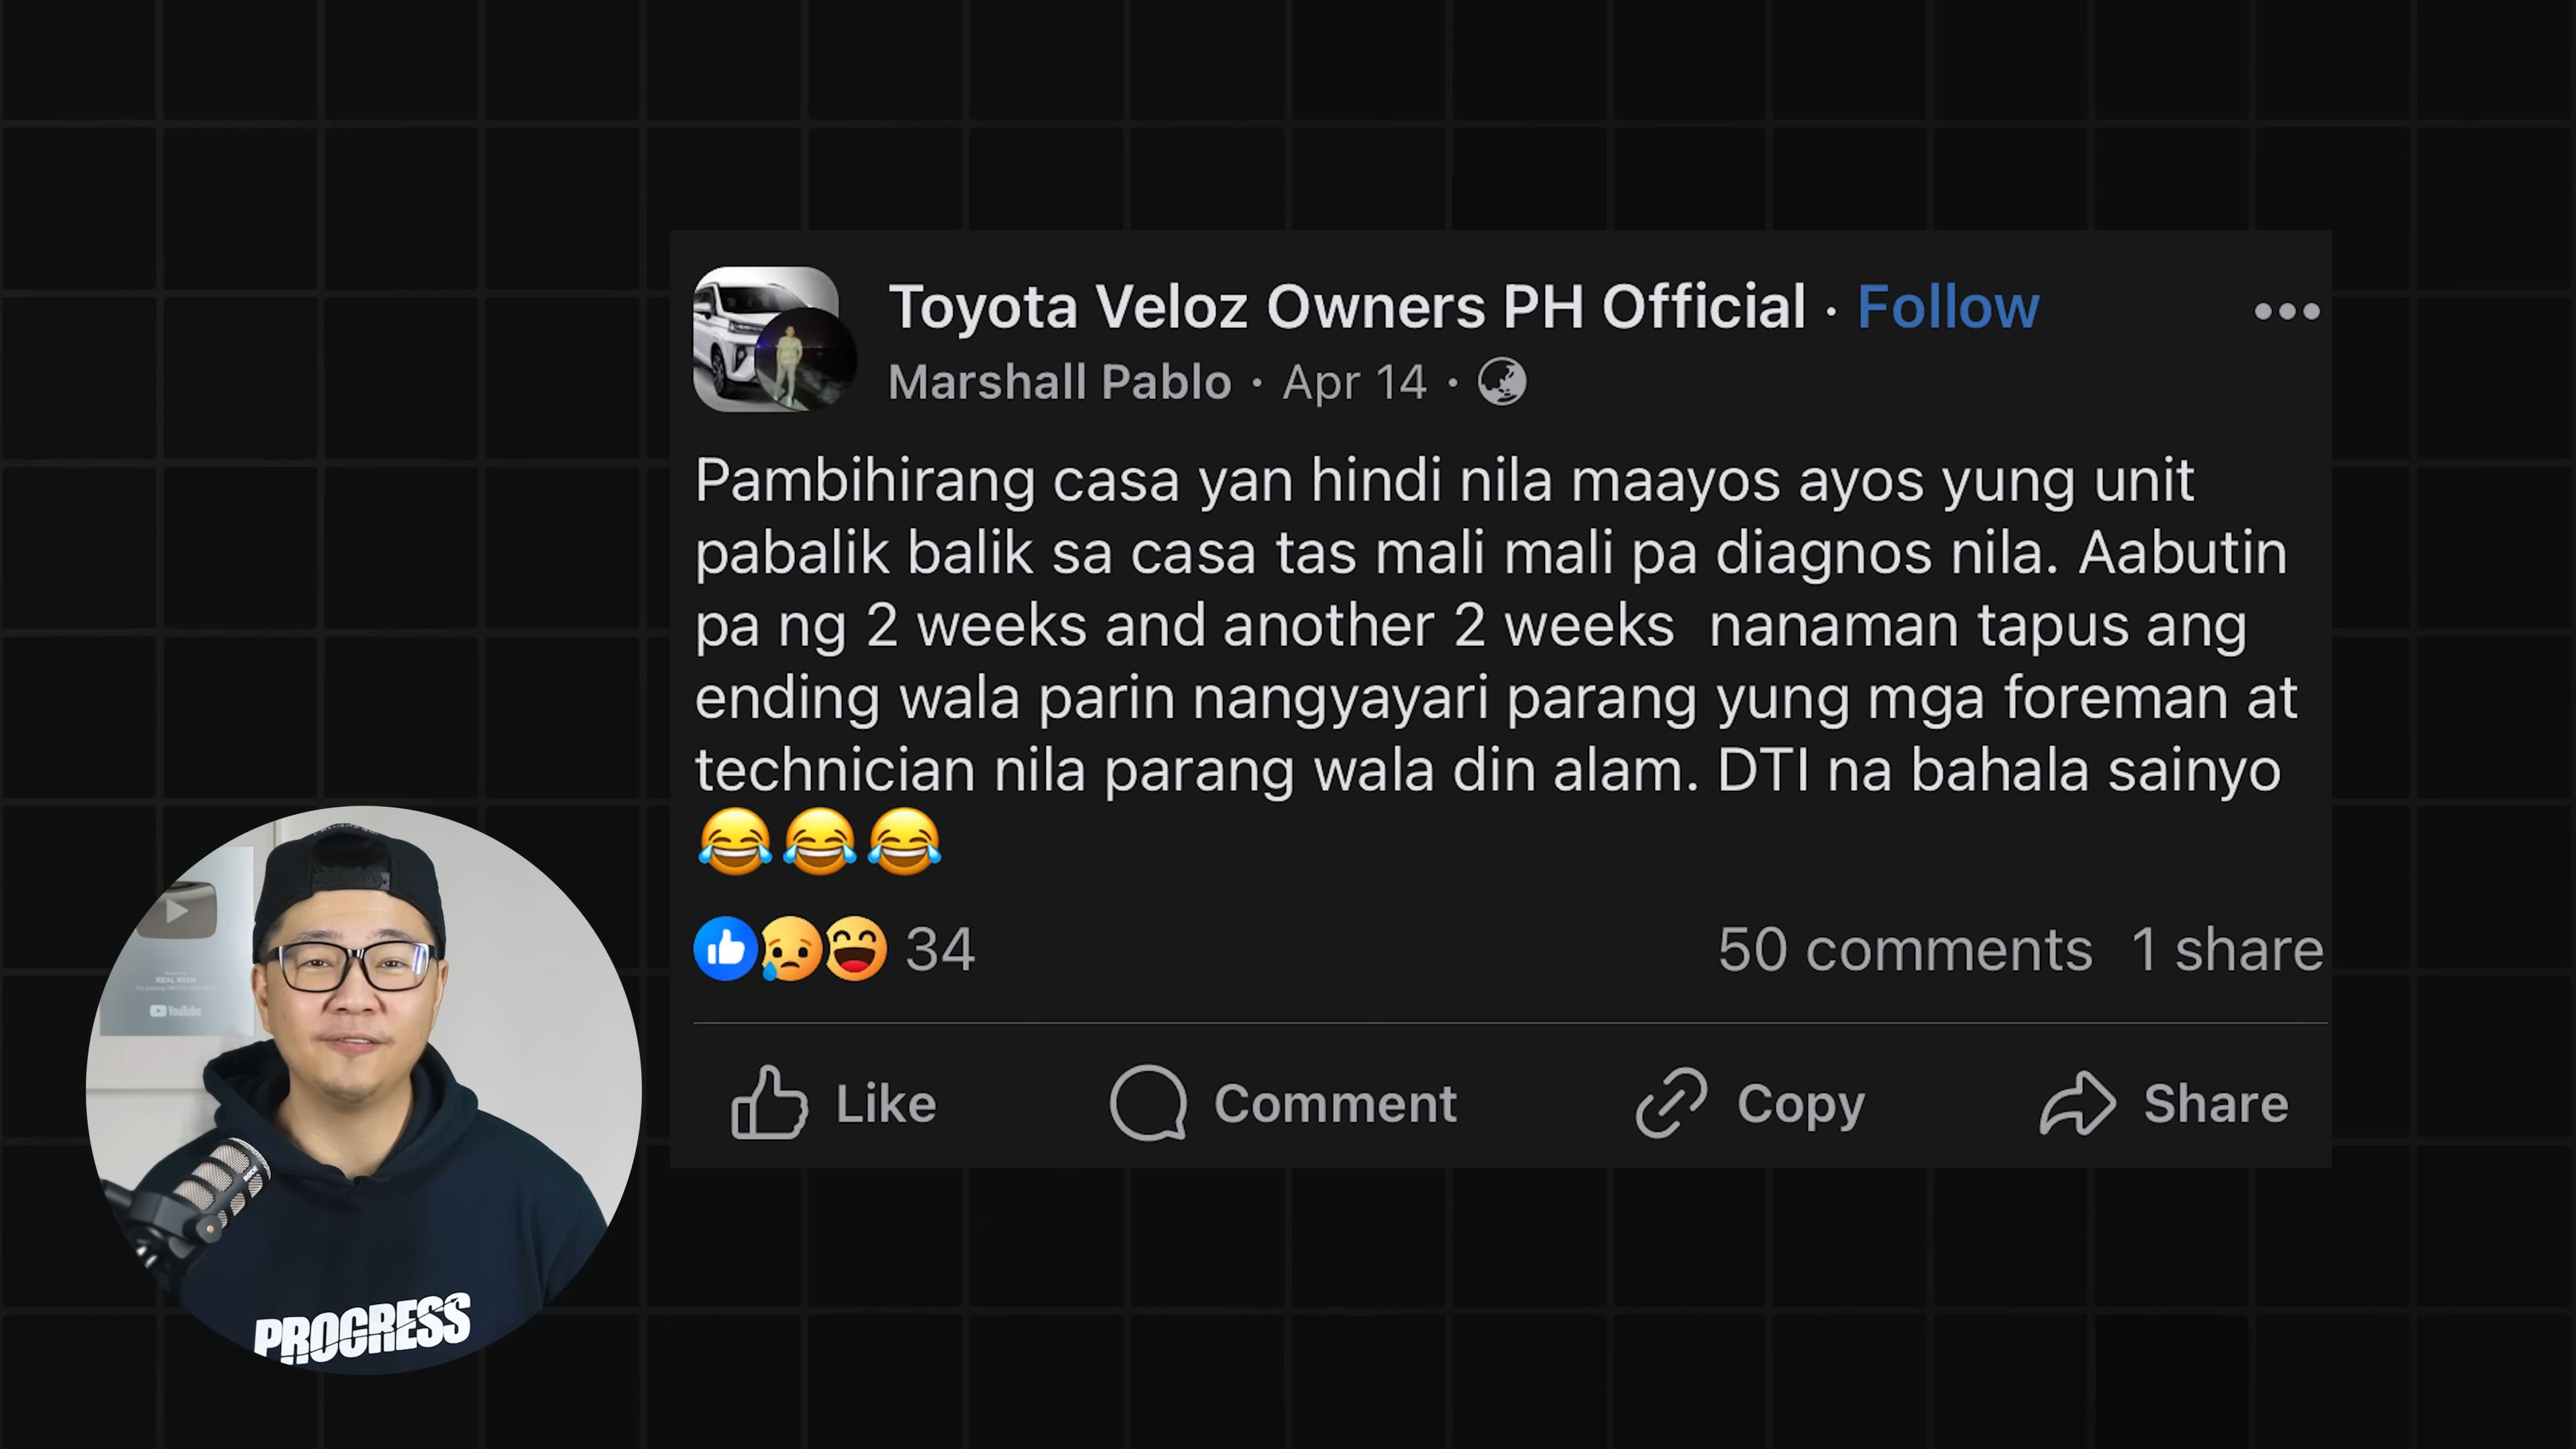 Toyota Veloz Owners PH Official · Follow
Marshall Pablo · Apr 14 ·
Pambihirang casa yan hindi nila maayos ayos yung unit
pabalik balik sa casa tas mali mali pa diagnos nila. Aabutin
pa ng 2 weeks and another 2 weeks  nanaman tapus ang
ending wala parin nangyayari parang yung mga foreman at
technician nila parang wala din alam. DTI na bahala sainyo
😂😂😂
34
50 comments 1 share
Like
Comment
Copy
Share
REAL RYAN
YouTube
PROGRESS